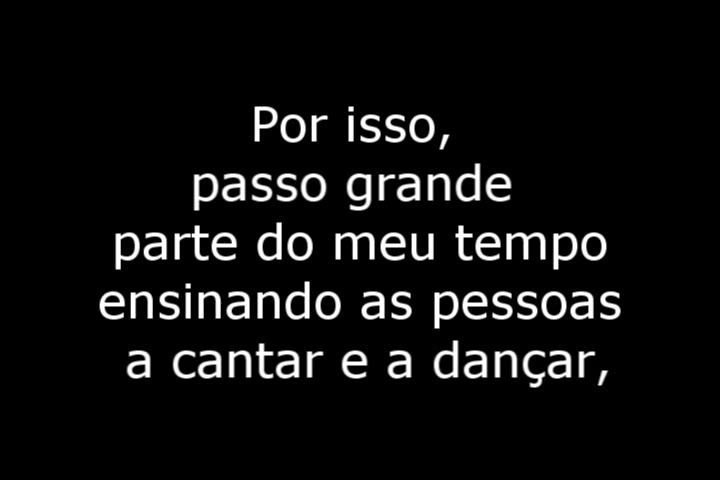 Por isso,
passo grande
parte do meu tempo
ensinando as pessoas
a cantar e a dançar,